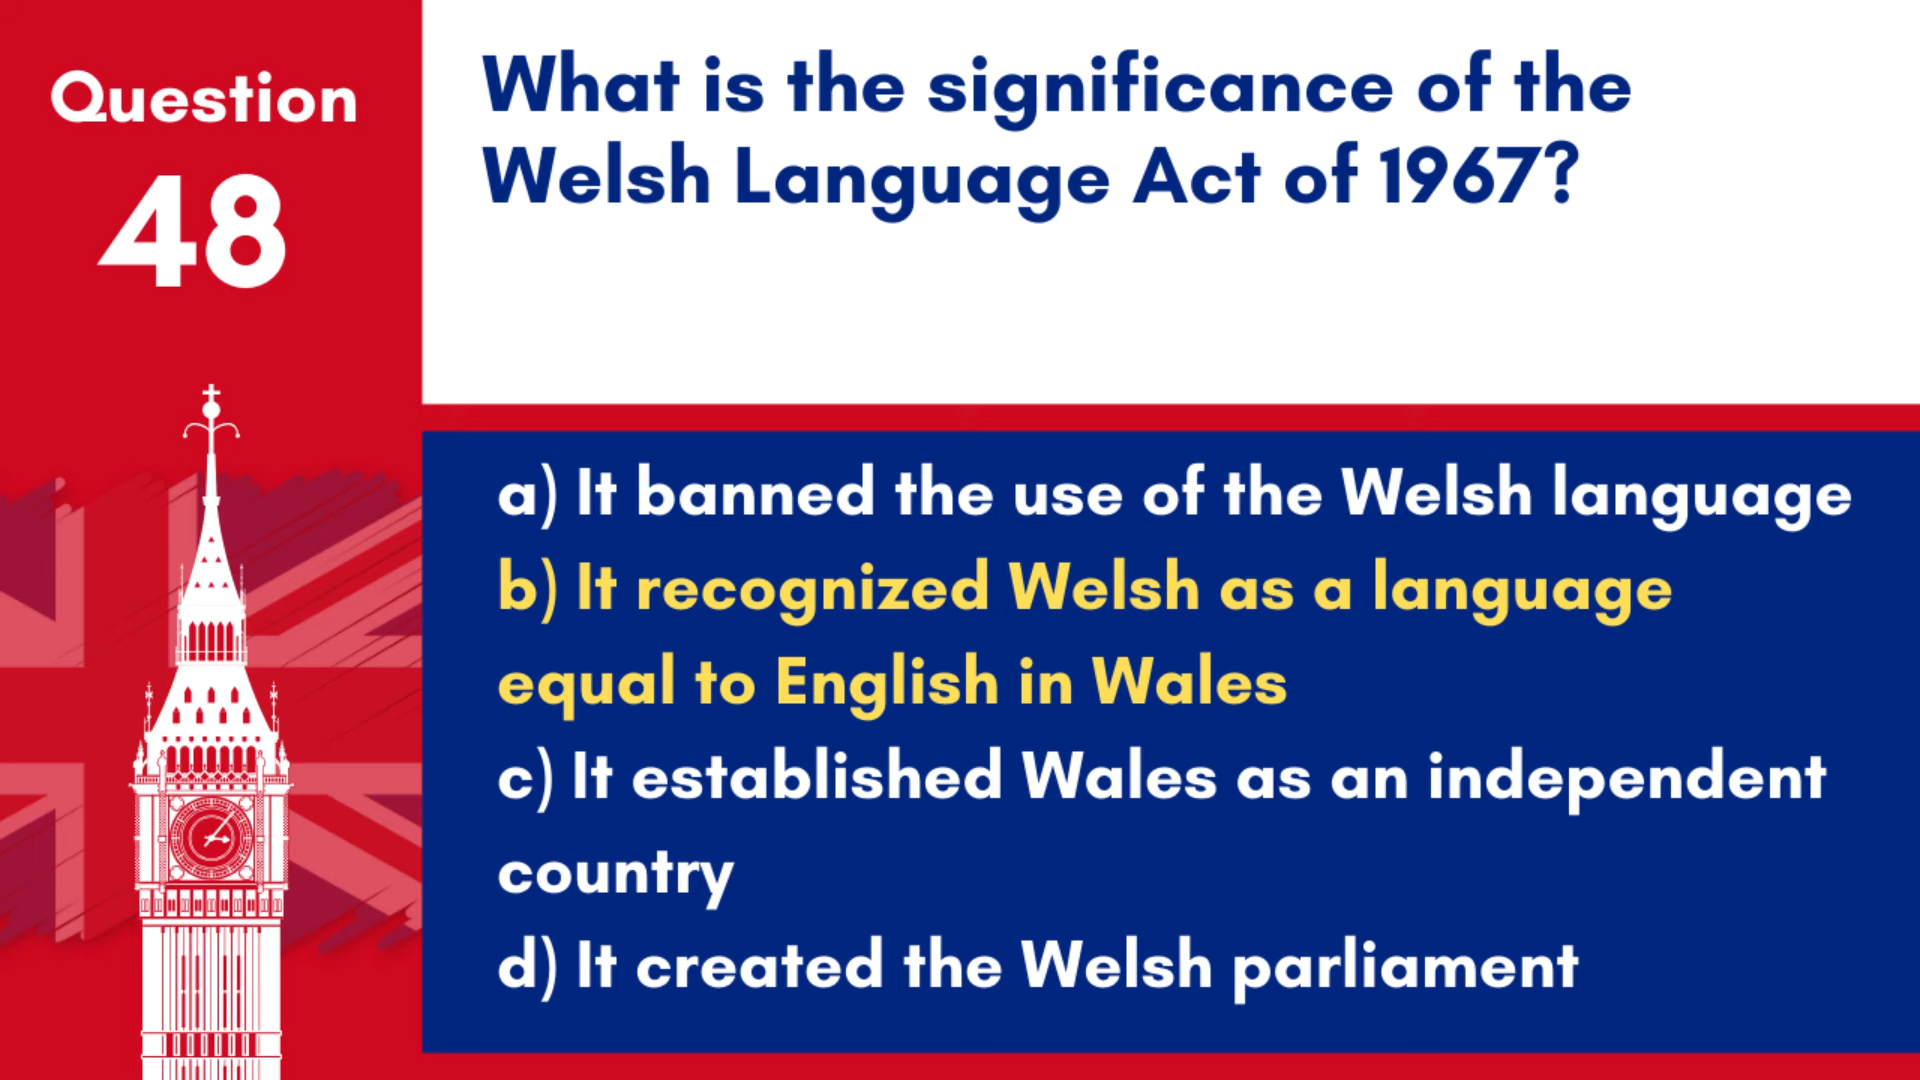 Question
48
What is the significance of the
Welsh Language Act of 1967?
a) It banned the use of the Welsh language
b) It recognized Welsh as a language
equal to English in Wales
c) It established Wales as an independent
country
d) It created the Welsh parliament